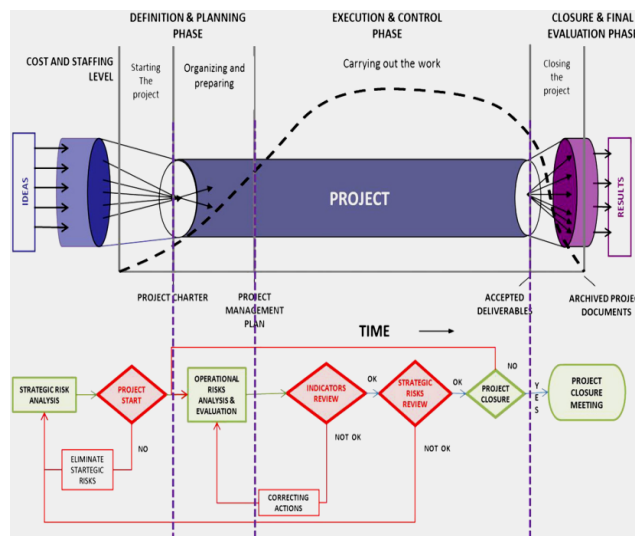 DEFINITION & PLANNING
PHASE
EXECUTION & CONTROL
PHASE
CLOSURE & FINAL
EVALUATION PHASE
COST AND STAFFING
LEVEL
Starting
The
project
Organizing and
preparing
Carrying out the work
Closing
the
project
IDEAS
PROJECT
RESULTS
PROJECT CHARTER
PROJECT
MANAGEMENT
PLAN
ACCEPTED
DELIVERABLES
ARCHIVED PROJECT
DOCUMENTS
TIME
STRATEGIC RISK
ANALYSIS
PROJECT
START
OPERATIONAL
RISKS
ANALYSIS &
EVALUATION
INDICATORS
REVIEW
OK
STRATEGIC
RISKS
REVIEW
OK
PROJECT
CLOSURE
NO
Y
E
S
PROJECT
CLOSURE
MEETING
NO
ELIMINATE
STARTEGIC
RISKS
NOT OK
CORRECTING
ACTIONS
NOT OK